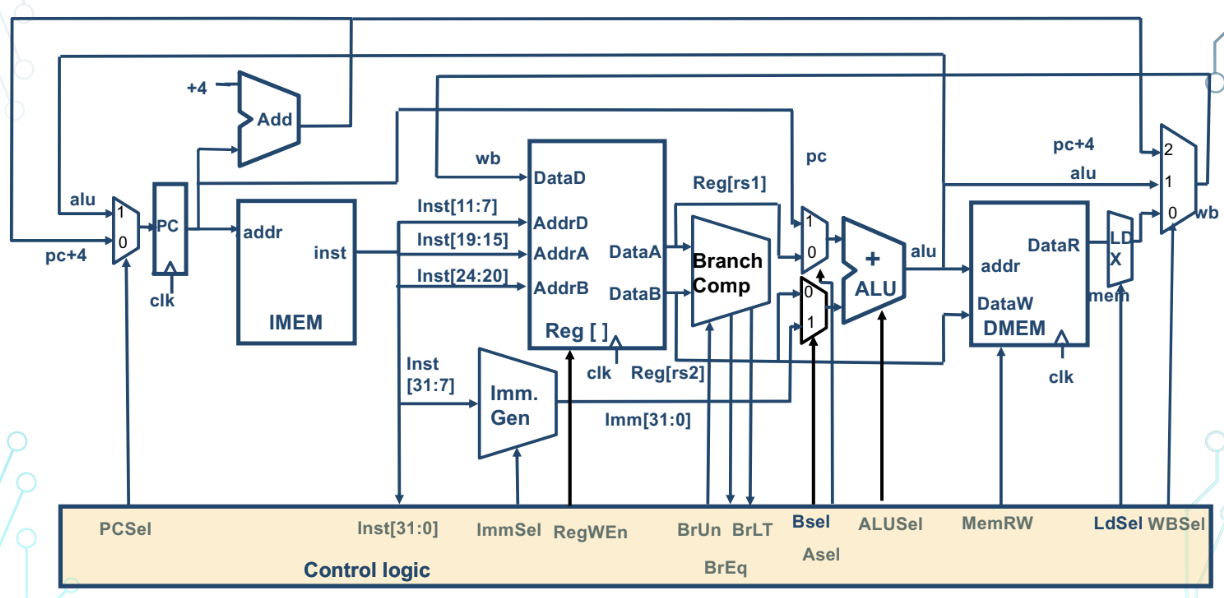 +4
Add
pc
pc+4
2
wb
DataD
Reg[rs1]
alu
1
alu
1
PC
Inst[11:7]
AddrD
1
0
wb
0
addr
Inst[19:15]
AddrA
DataA
Branch
Comp
0
+
ALU
alu
DataR
LD
X
pc+4
inst
Inst[24:20]
AddrB
DataB
0
addr
mem
clk
IMEM
Reg [ ]
1
DataW
DMEM
clk
Reg[rs2]
clk
Inst
[31:7]
Imm.
Gen
Imm[31:0]
PCSel
Inst[31:0]
ImmSel
RegWEn
BrUn
BrLT
Bsel
ALUSel
MemRW
LdSel
WBSel
Asel
BrEq
Control logic